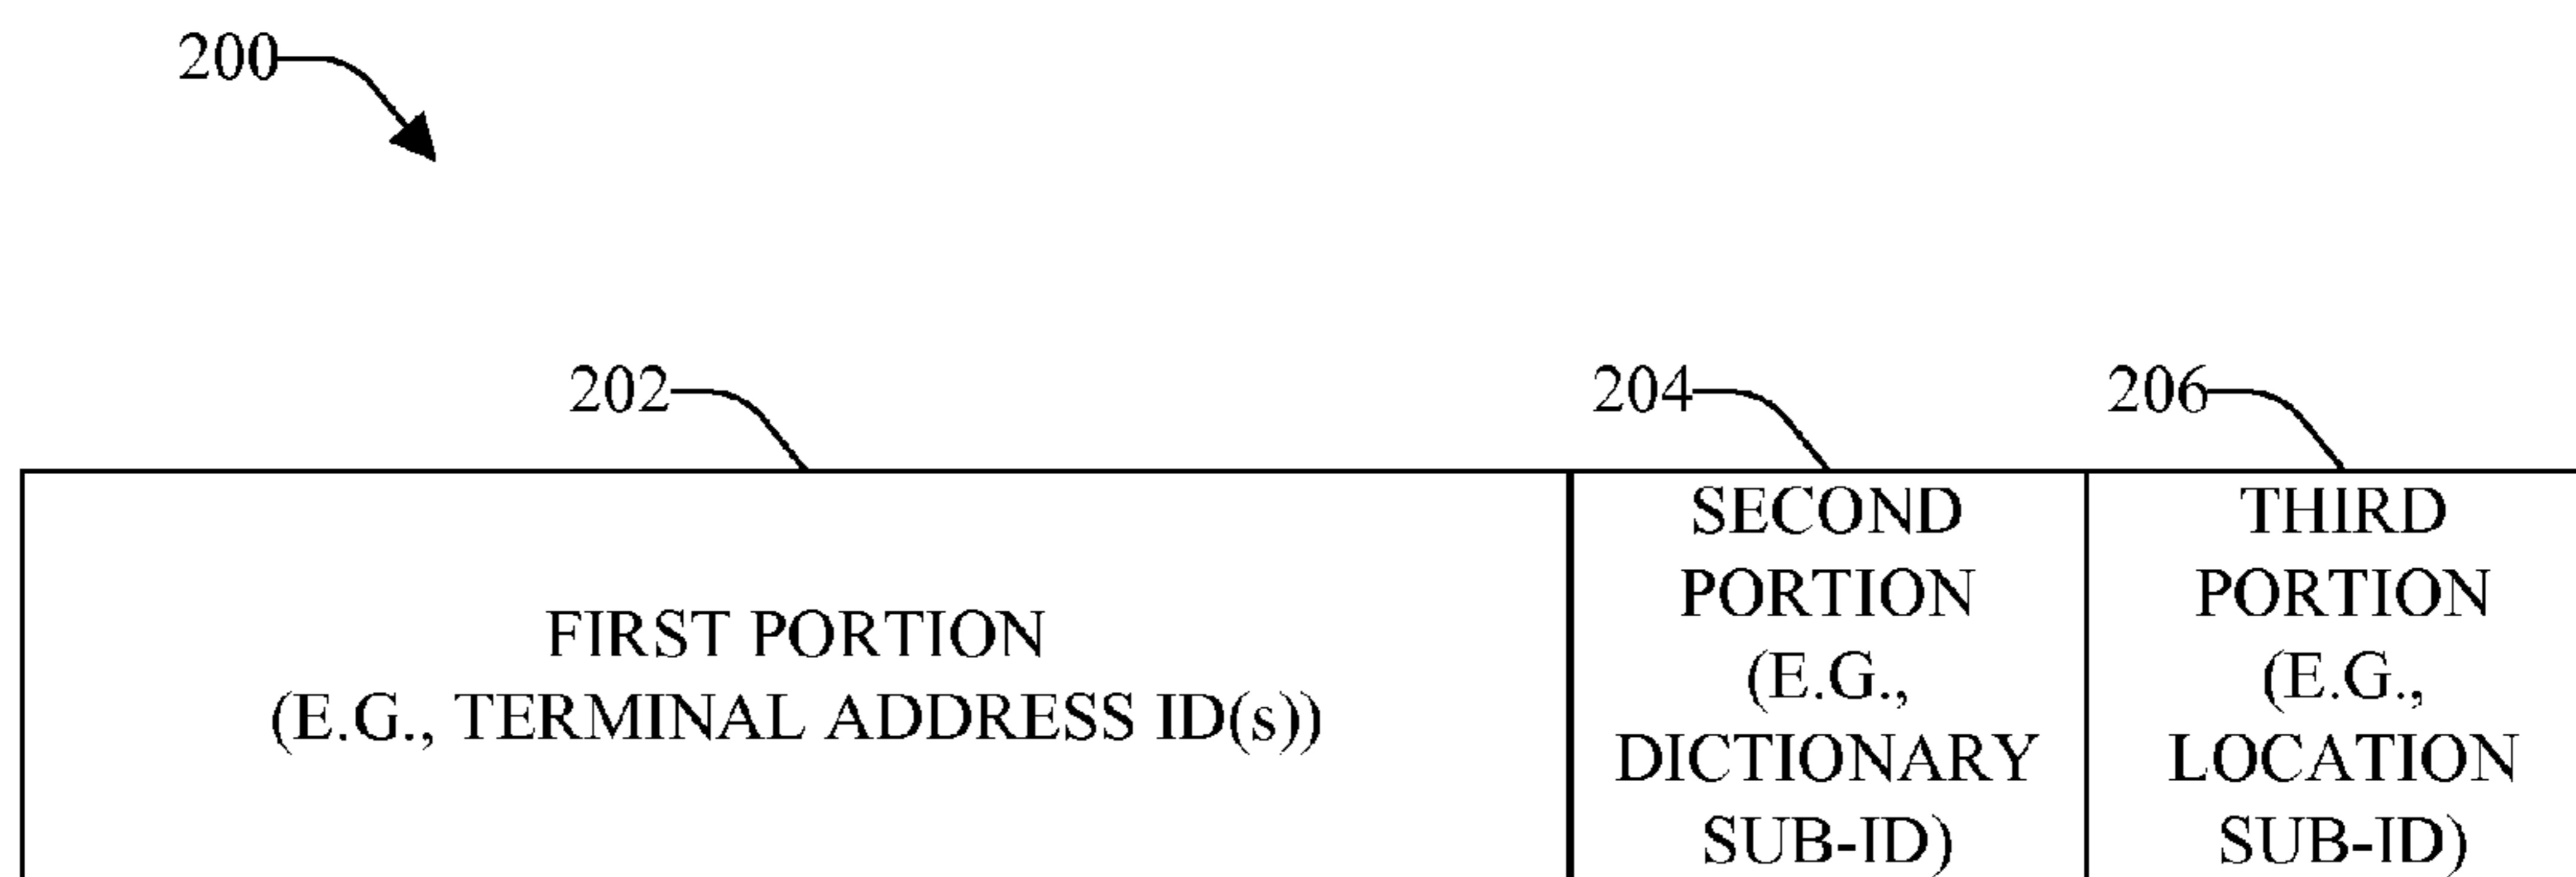 200
202
204
206
FIRST PORTION
(E.G., TERMINAL ADDRESS ID(s))
SECOND
PORTION
(E.G.,
DICTIONARY
SUB-ID)
THIRD
PORTION
(E.G.,
LOCATION
SUB-ID)